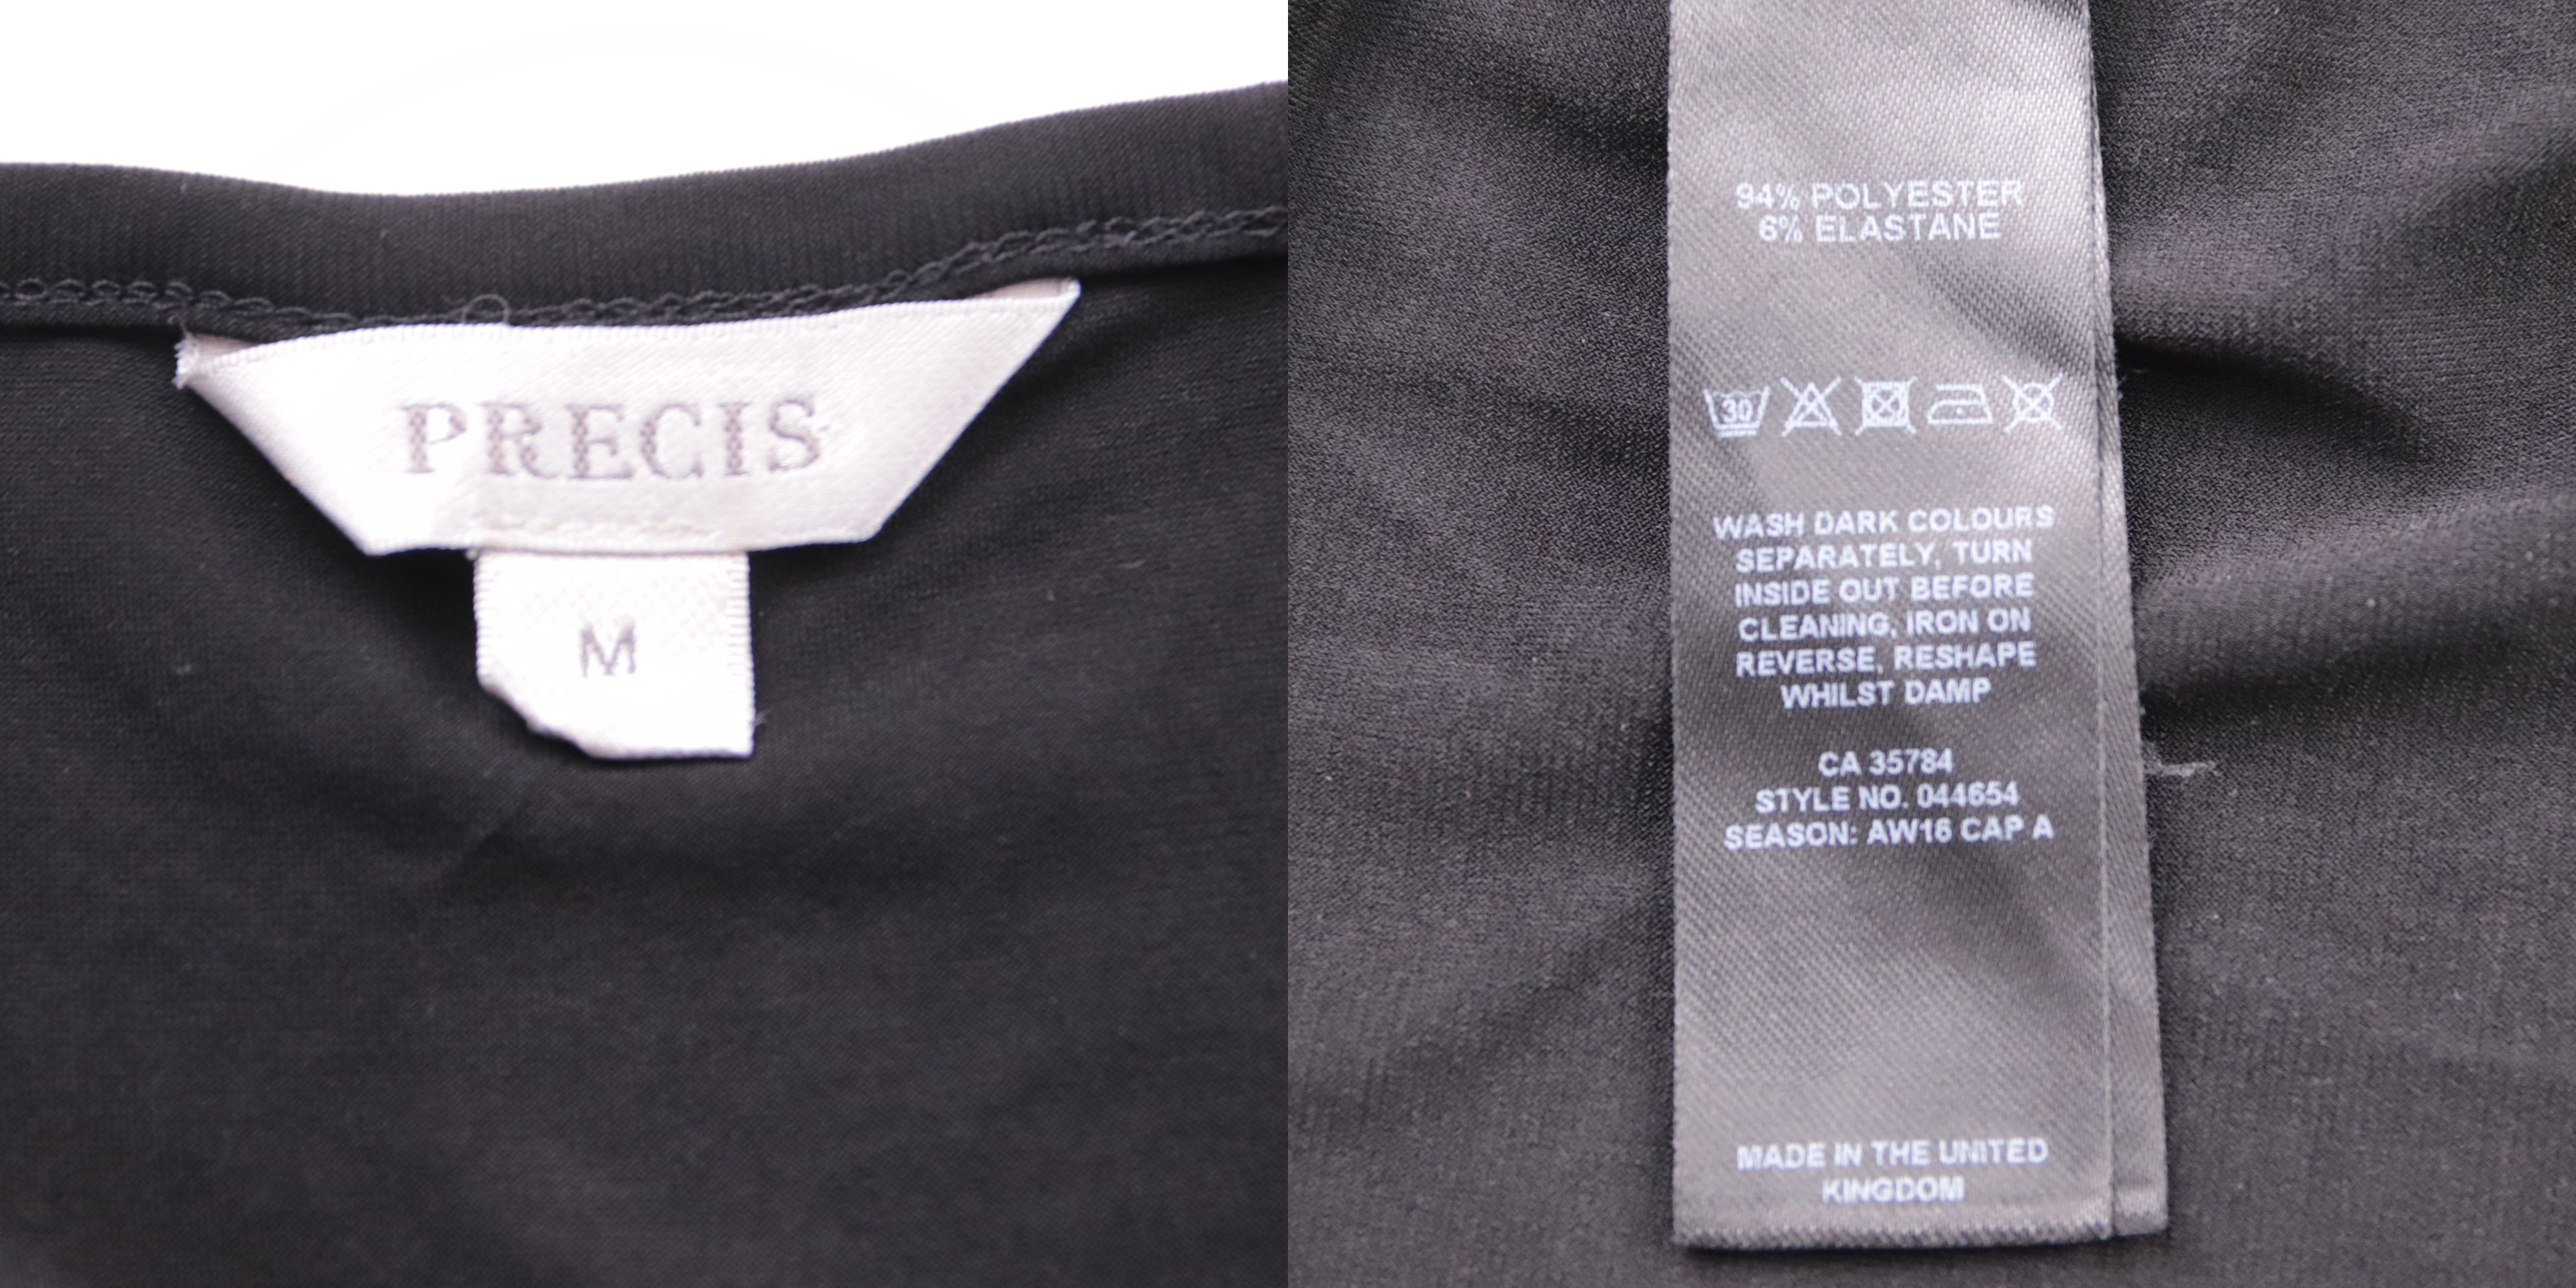 PRECIS
M
94% POLYESTER
6% ELASTANE
30
WASH DARK COLOURS
SEPARATELY, TURN
INSIDE OUT BEFORE
CLEANING, IRON ON
REVERSE, RESHAPE
WHILST DAMP
CA 35784
STYLE NO. 044654
SEASON: AW16 CAP A
MADE IN THE UNITED
KINGDOM